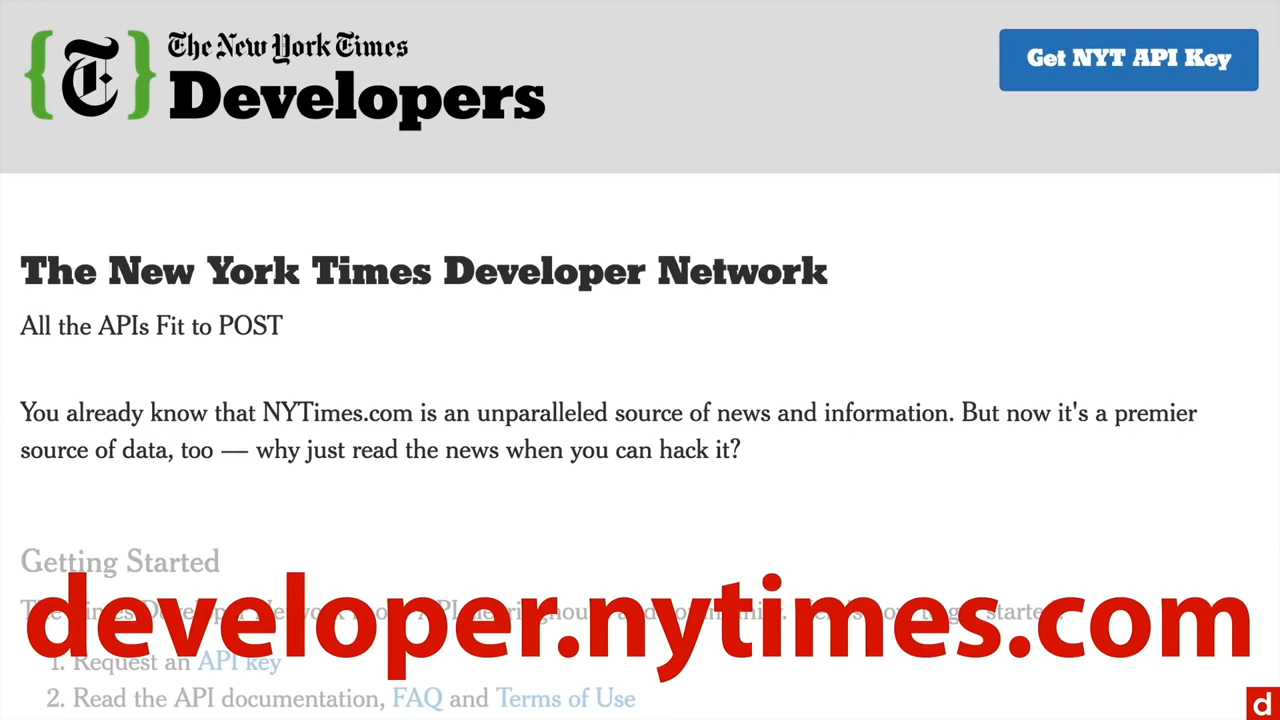 {T}
The New York Times
Developers
Get NYT API Key
The New York Times Developer Network
All the APIs Fit to POST
You already know that NYTimes.com is an unparalleled source of news and information. But now it's a premier
source of data, too — why just read the news when you can hack it?
Getting Started
developer.nytimes.com
1. Request an API key
2. Read the API documentation, FAQ and Terms of Use
d